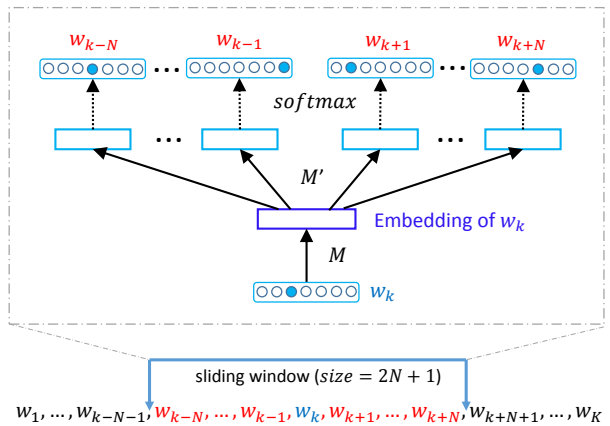 w_{k-N} w_{k-1} w_{k+1} w_{k+N}
... ...
softmax
... ...
M'
Embedding of w_k
M
w_k
sliding window (size = 2N + 1)
w_1, ..., w_{k-N-1}, w_{k-N}, ..., w_{k-1}, w_k, w_{k+1}, ..., w_{k+N}, w_{k+N+1}, ..., w_K